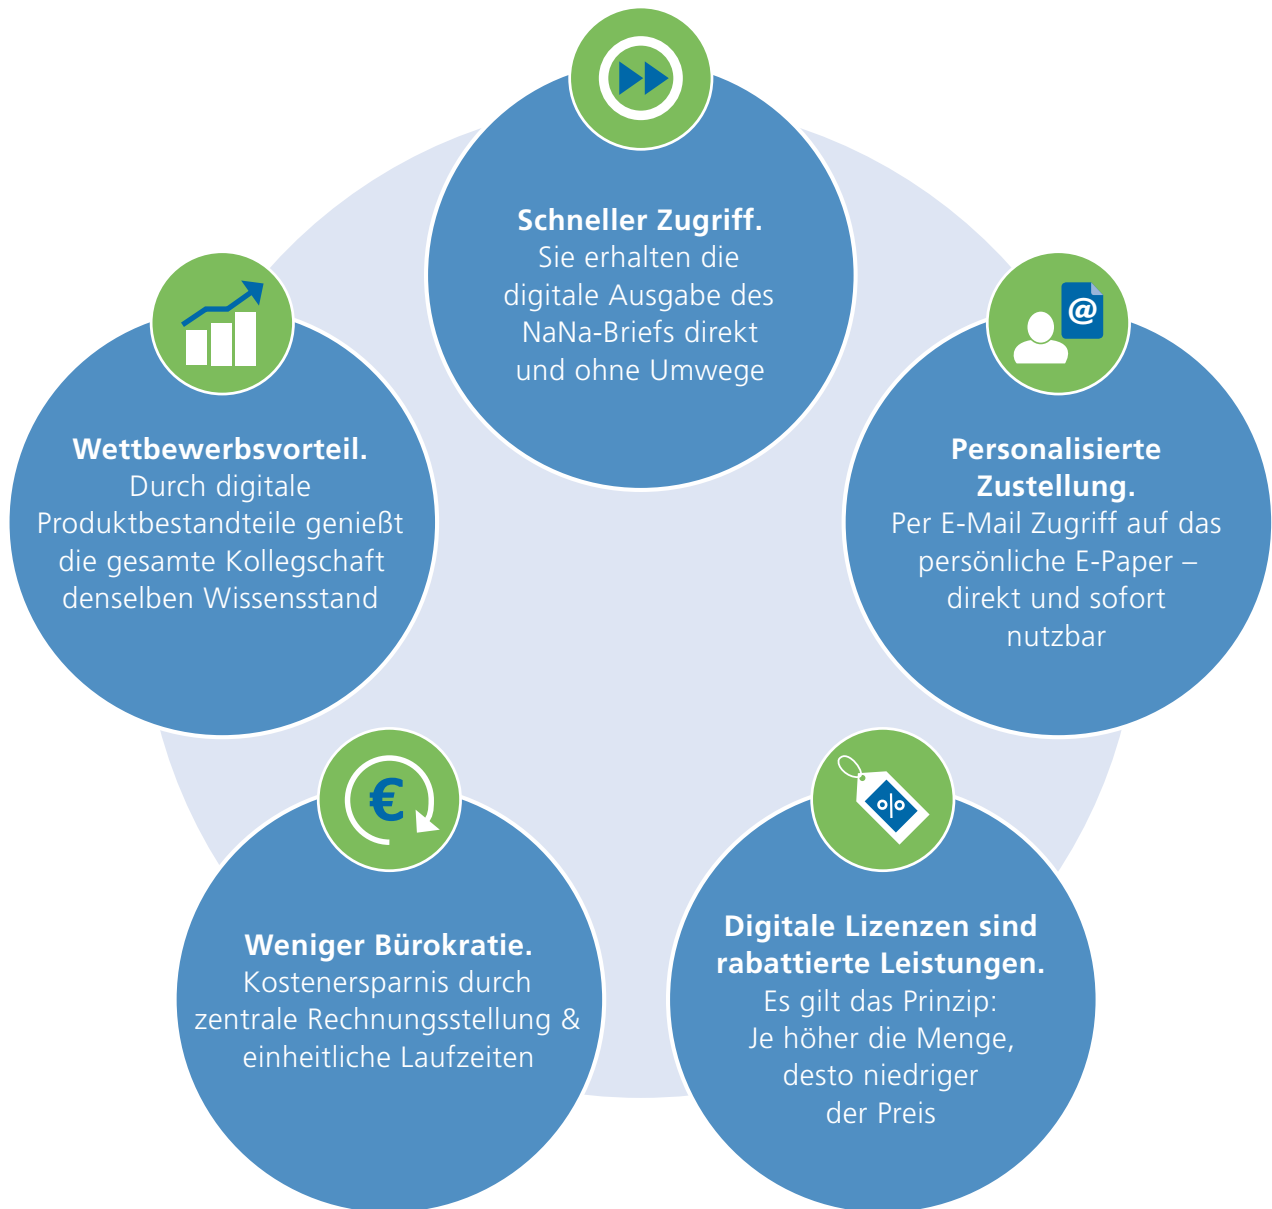 Schneller Zugriff.
Sie erhalten die
digitale Ausgabe des
NaNa-Briefs direkt
und ohne Umwege
@
Personalisierte
Zustellung.
Per E-Mail Zugriff auf das
persönliche E-Paper –
direkt und sofort
nutzbar
Digitale Lizenzen sind
rabattierte Leistungen.
Es gilt das Prinzip:
Je höher die Menge,
desto niedriger
der Preis
€
Weniger Bürokratie.
Kostenersparnis durch
zentrale Rechnungsstellung &
einheitliche Laufzeiten
Wettbewerbsvorteil.
Durch digitale
Produktbestandteile genießt
die gesamte Kollegschaft
denselben Wissensstand